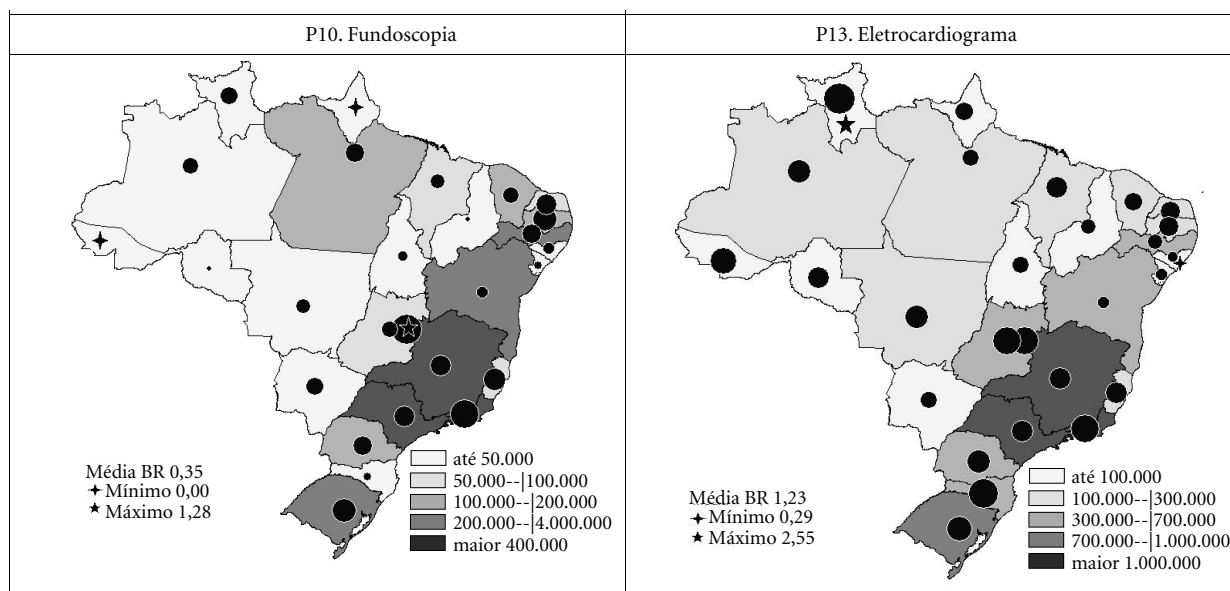 P10. Fundoscopia
Média BR 0,35
Mínimo 0,00
Máximo 1,28
até 50.000
50.000--|100.000
100.000--|200.000
200.000--|4.000.000
maior 400.000
P13. Eletrocardiograma
Média BR 1,23
Mínimo 0,29
Máximo 2,55
até 100.000
100.000--|300.000
300.000--|700.000
700.000--|1.000.000
maior 1.000.000